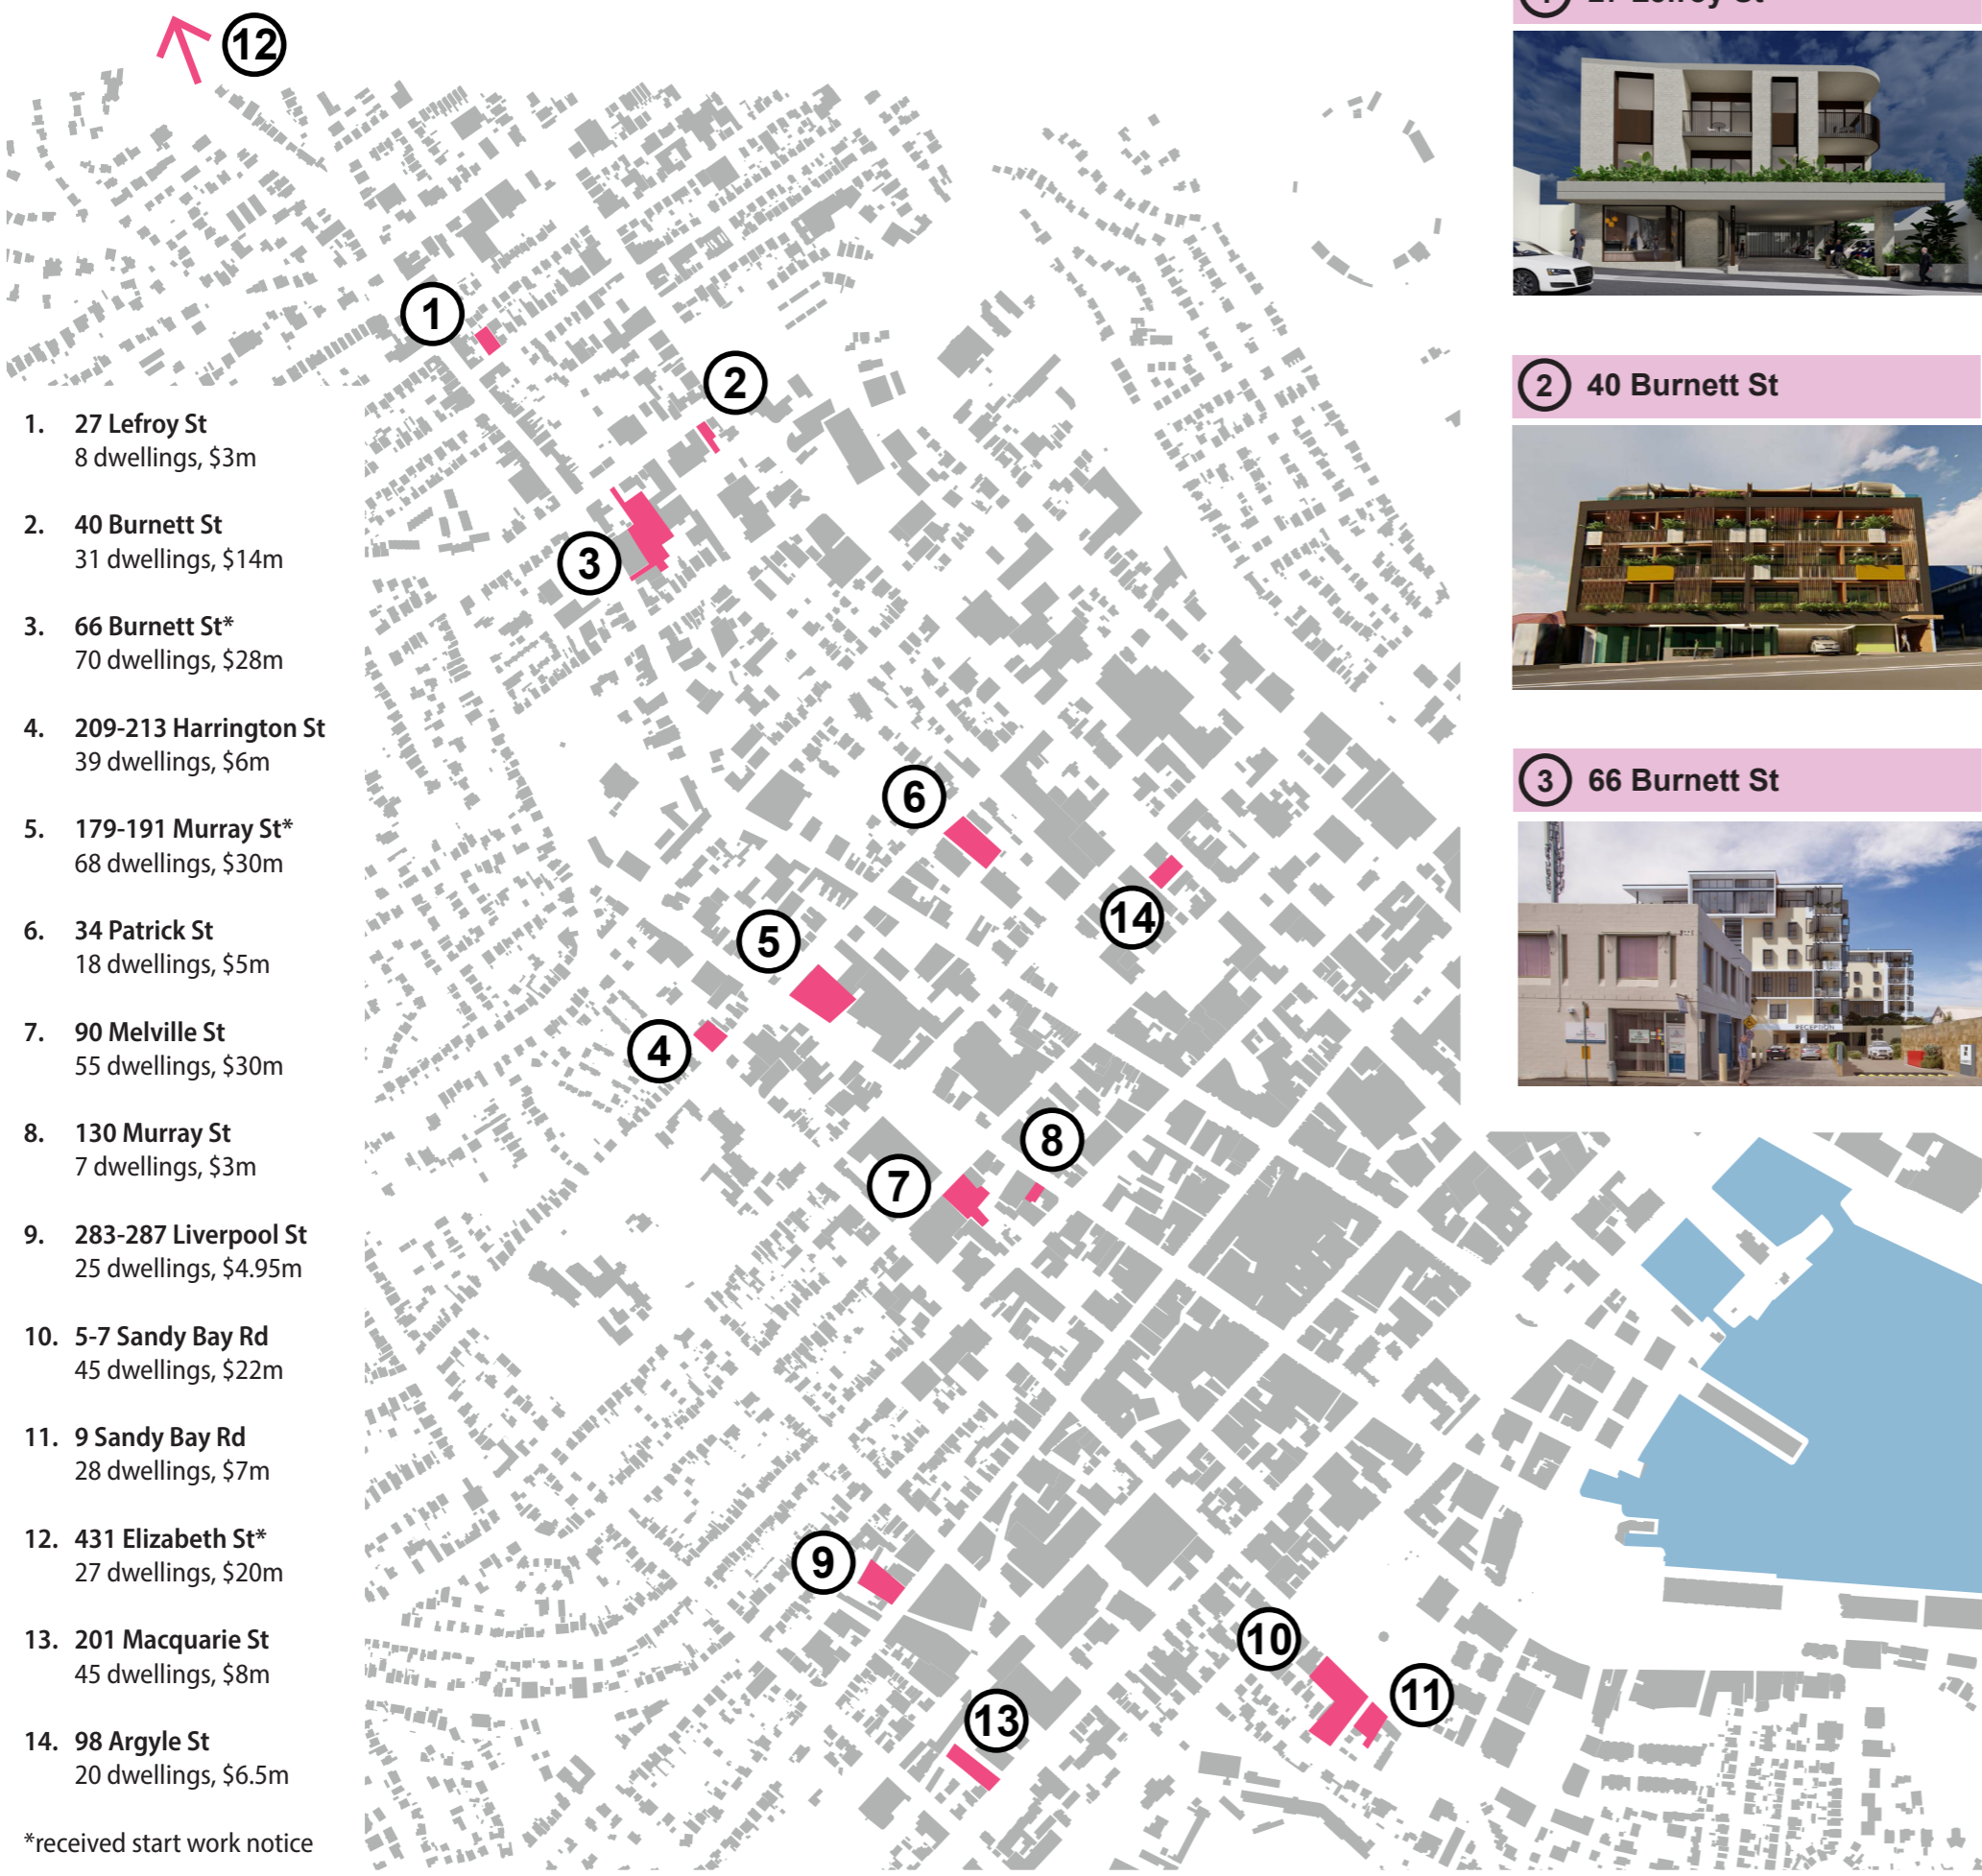 12
1
2
3
6
14
5
4
8
7
9
10
11
13
1. 27 Lefroy St
8 dwellings, $3m
2. 40 Burnett St
31 dwellings, $14m
3. 66 Burnett St*
70 dwellings, $28m
4. 209-213 Harrington St
39 dwellings, $6m
5. 179-191 Murray St*
68 dwellings, $30m
6. 34 Patrick St
18 dwellings, $5m
7. 90 Melville St
55 dwellings, $30m
8. 130 Murray St
7 dwellings, $3m
9. 283-287 Liverpool St
25 dwellings, $4.95m
10. 5-7 Sandy Bay Rd
45 dwellings, $22m
11. 9 Sandy Bay Rd
28 dwellings, $7m
12. 431 Elizabeth St*
27 dwellings, $20m
13. 201 Macquarie St
45 dwellings, $8m
14. 98 Argyle St
20 dwellings, $6.5m
*received start work notice
1 27 Lefroy St
2 40 Burnett St
3 66 Burnett St
RECEPTION